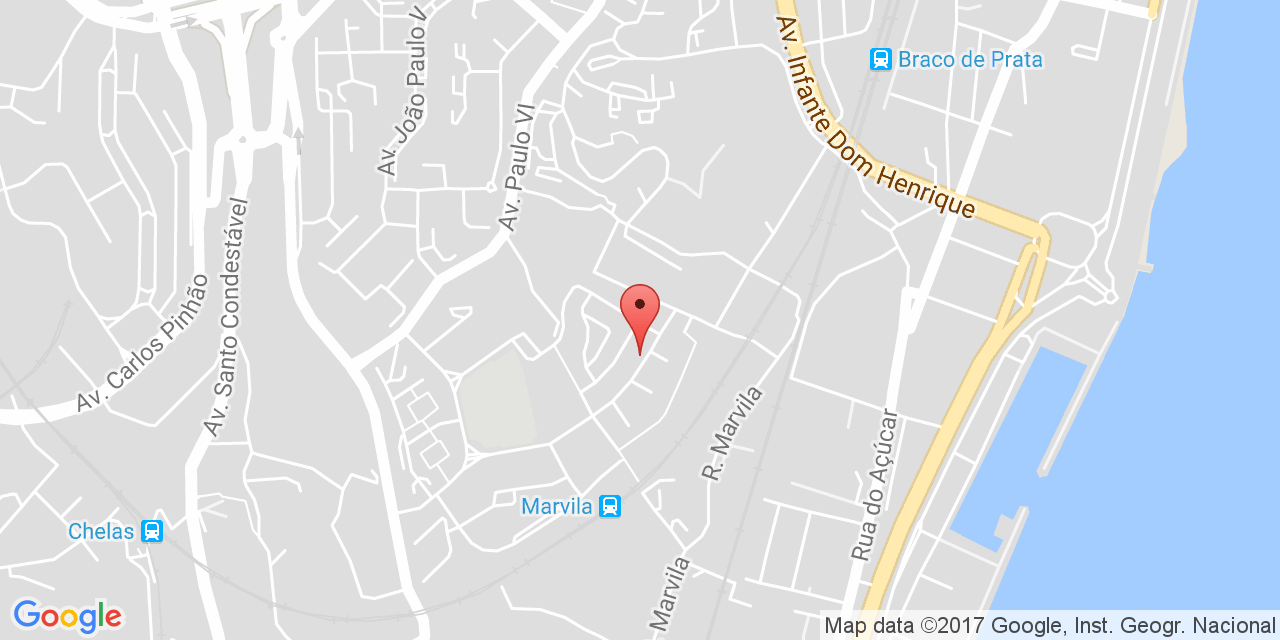 Av. João Paulo V
Av. Infante Dom Henrique
Braco de Prata
Av. Paulo VI
Av. Santo Condestável
Av. Carlos Pinhão
R. Marvila
Rua do Açúcar
Marvila
Chelas
Marvila
Google
Map data ©2017 Google, Inst. Geogr. Nacional